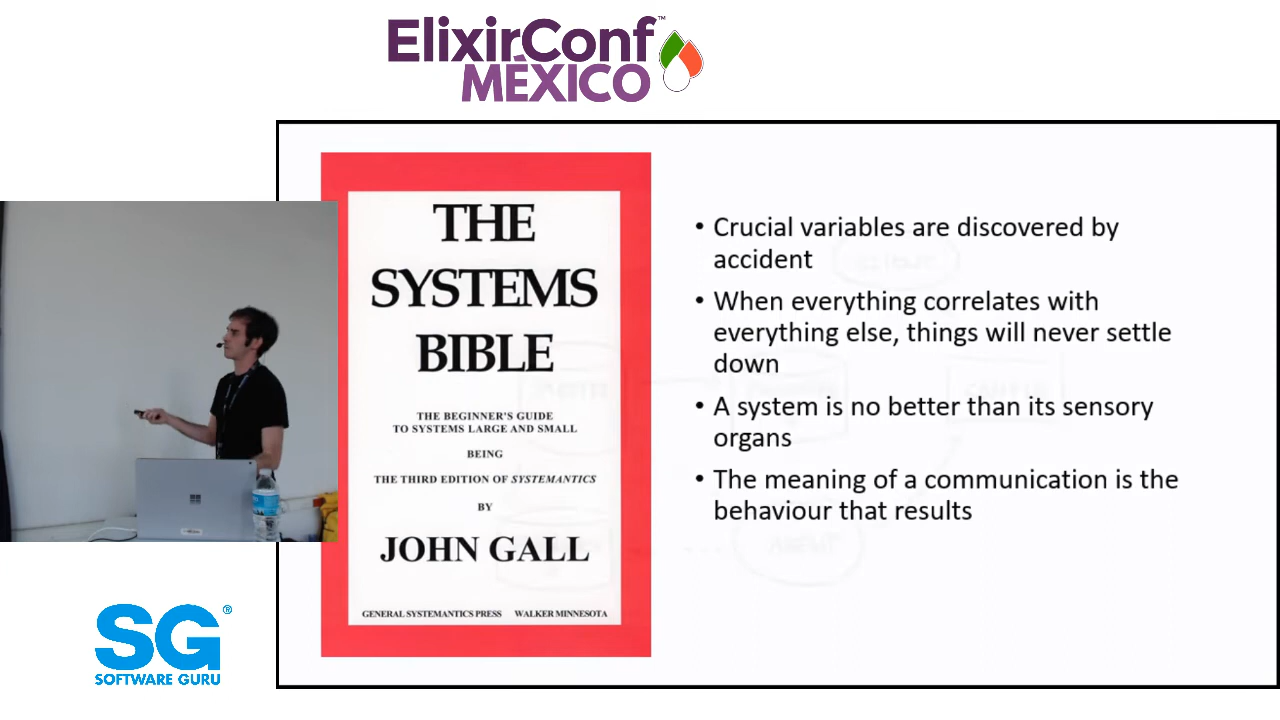 ElixirConf™
MÉXICO
THE
SYSTEMS
BIBLE
THE BEGINNER'S GUIDE
TO SYSTEMS LARGE AND SMALL
BEING
THE THIRD EDITION OF SYSTEMANTICS
BY
JOHN GALL
GENERAL SYSTEMANTICS PRESS WALKER MINNESOTA
• Crucial variables are discovered by
accident
• When everything correlates with
everything else, things will never settle
down
• A system is no better than its sensory
organs
• The meaning of a communication is the
behaviour that results
SG®
SOFTWARE GURU